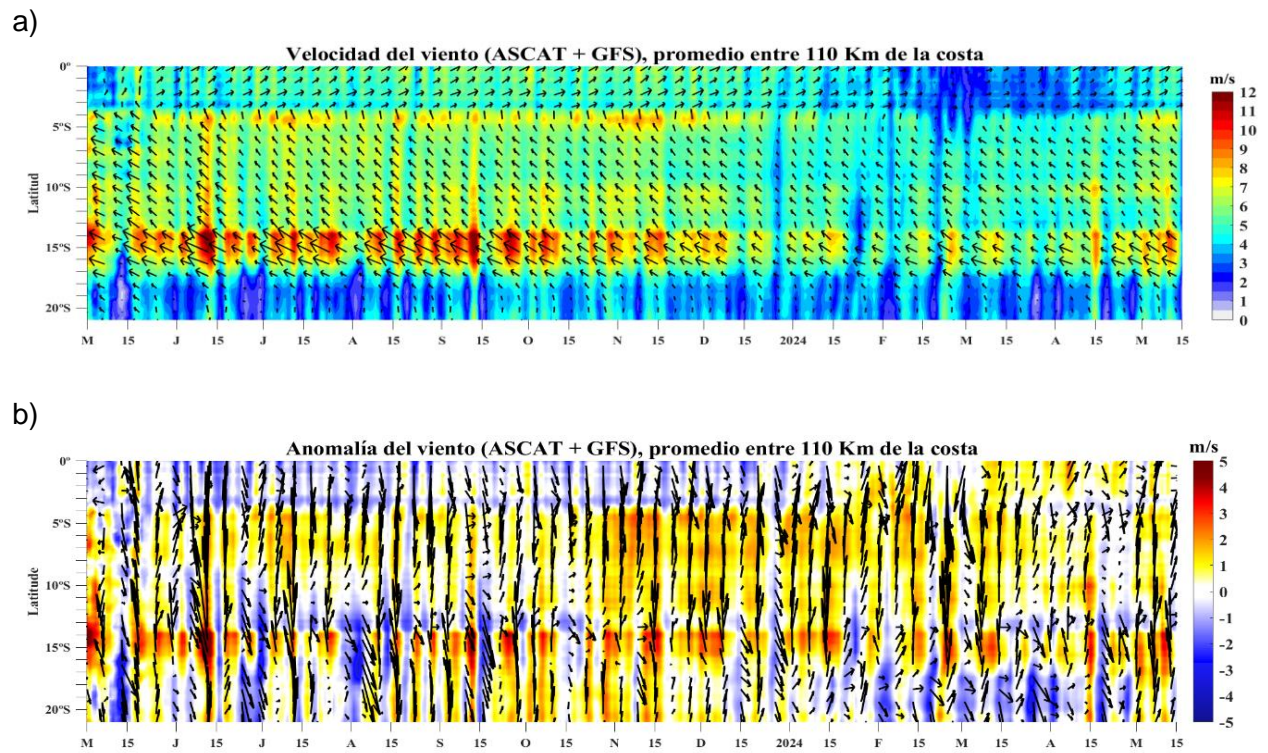 a)
Velocidad del viento (ASCAT + GFS), promedio entre 110 Km de la costa
m/s
0°
5°S
10°S
15°S
20°S
Latitud
12
11
10
9
8
7
6
5
4
3
2
1
0
M 15 J J 15 A 15 S 15 O 15 N 15 D 15 2024 15 F M 15 A 15 M 15
b)
Anomalía del viento (ASCAT + GFS), promedio entre 110 Km de la costa
m/s
0°
5°S
10°S
15°S
20°S
Latitude
5
4
3
2
1
0
-1
-2
-3
-4
-5
M 15 J 15 J 15 A 15 S 15 O 15 N 15 D 15 2024 15 F 15 M 15 A 15 M 15